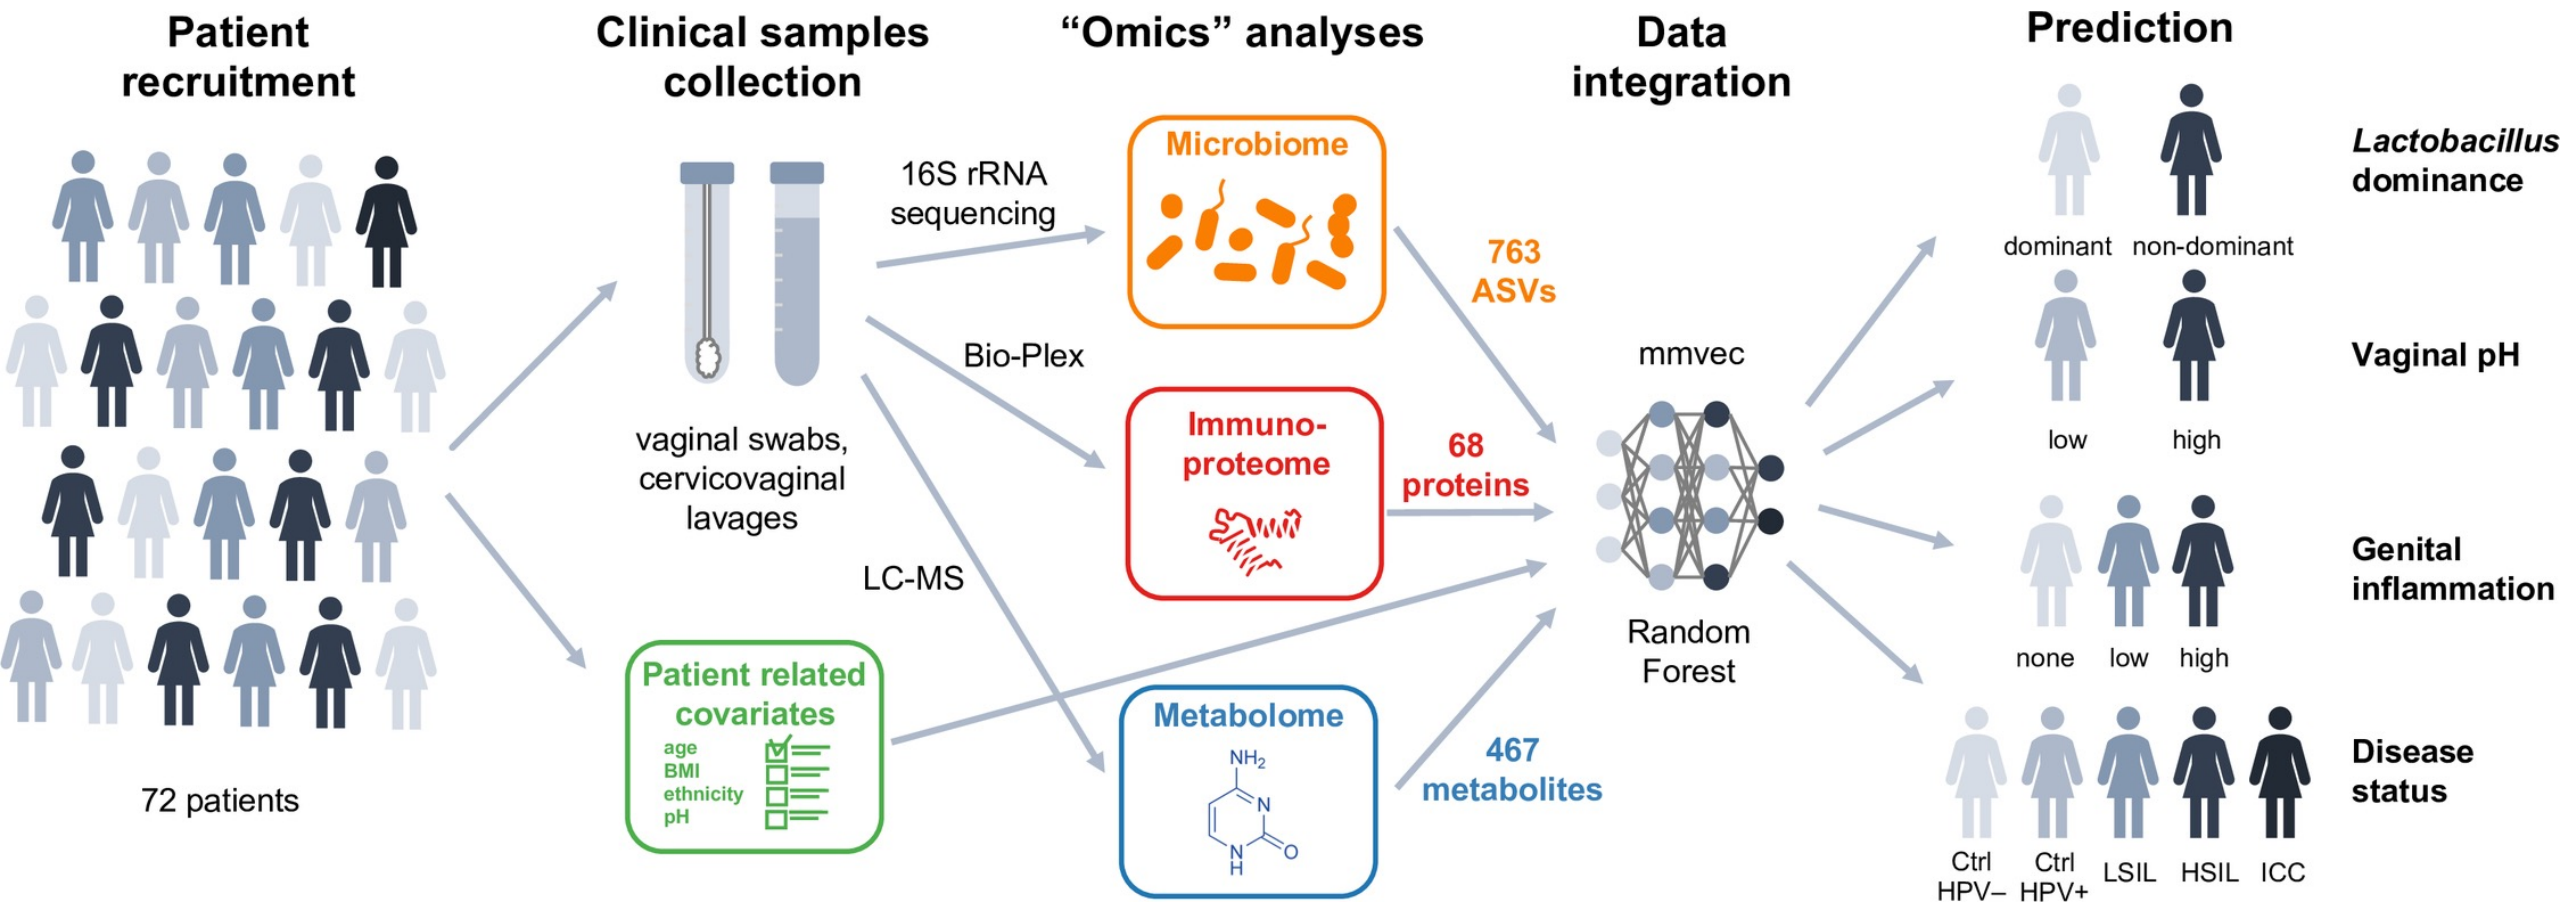 Patient
recruitment
72 patients
Clinical samples
collection
vaginal swabs,
cervicovaginal
lavages
Patient related
covariates
age
BMI
ethnicity
pH
16S rRNA
sequencing
Bio-Plex
LC-MS
“Omics” analyses
Microbiome
Immuno-
proteome
Metabolome
NH2
N
N
H
O
763
ASVs
68
proteins
467
metabolites
Data
integration
mmvec
Random
Forest
Prediction
dominant non-dominant
Lactobacillus
dominance
low high
Vaginal pH
none low high
Genital
inflammation
Ctrl
HPV–
Ctrl
HPV+
LSIL HSIL ICC
Disease
status